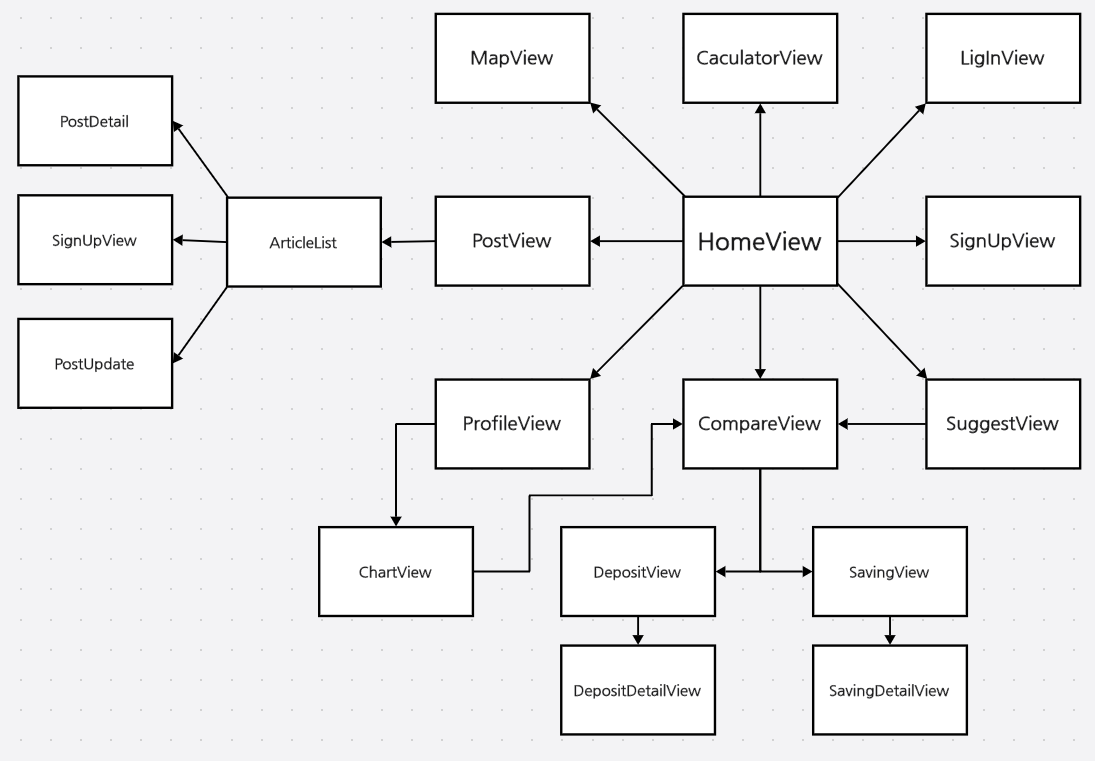 MapView
CaculatorView
LigInView
PostDetail
SignUpView
ArticleList
PostView
HomeView
SignUpView
PostUpdate
ProfileView
CompareView
SuggestView
ChartView
DepositView
SavingView
DepositDetailView
SavingDetailView